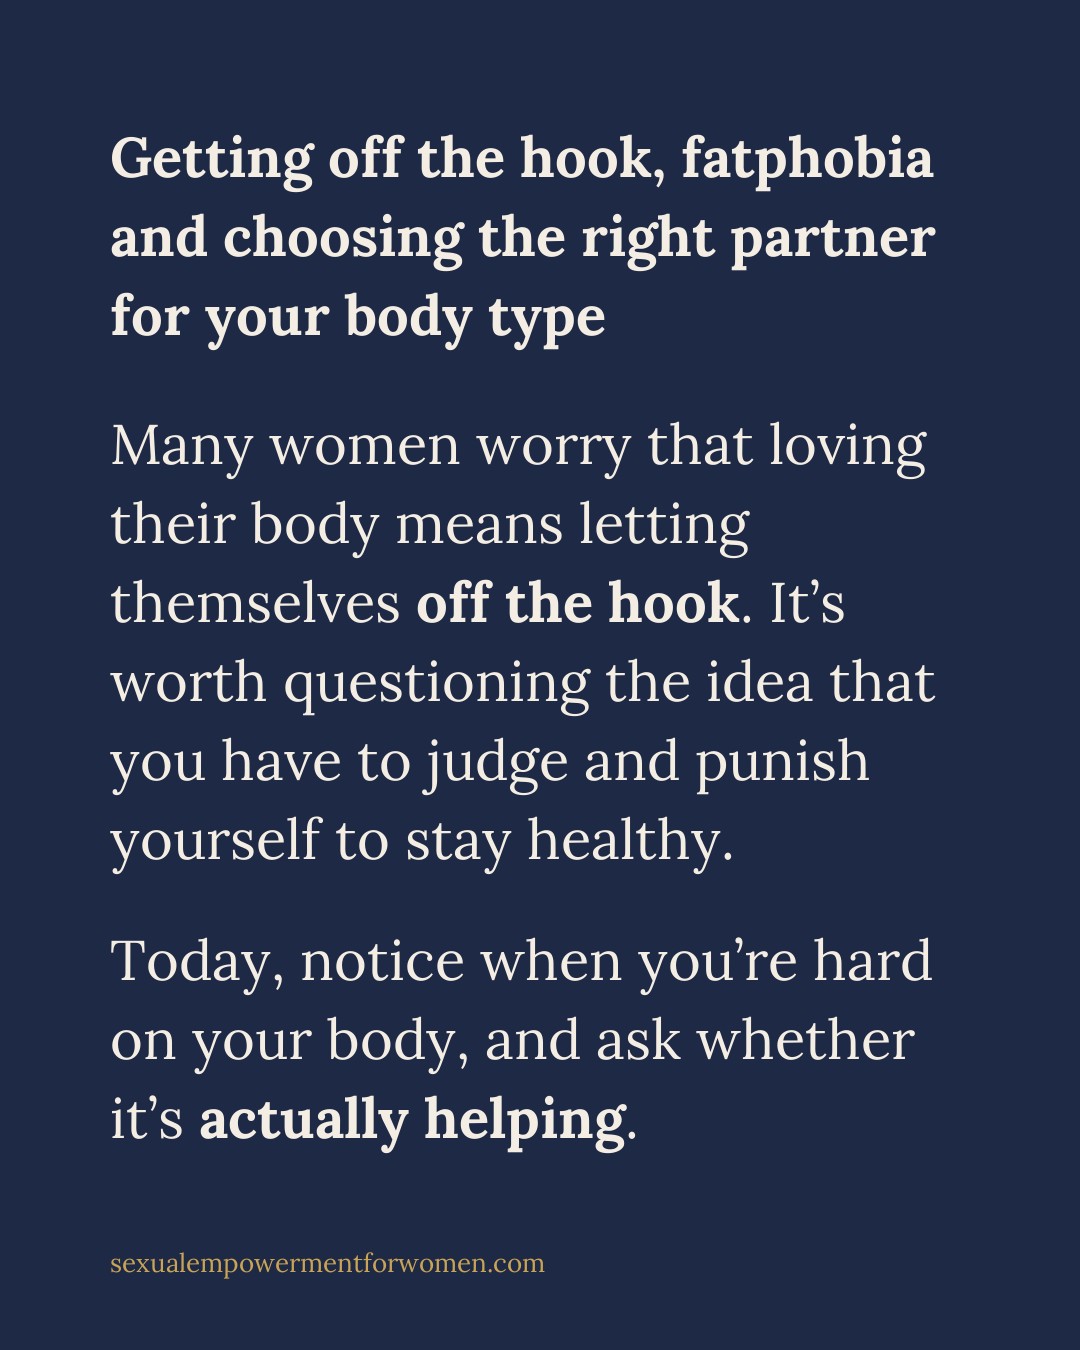 Getting off the hook, fatphobia
and choosing the right partner
for your body type
Many women worry that loving
their body means letting
themselves off the hook. It’s
worth questioning the idea that
you have to judge and punish
yourself to stay healthy.
Today, notice when you’re hard
on your body, and ask whether
it’s actually helping.
sexualempowermentforwomen.com